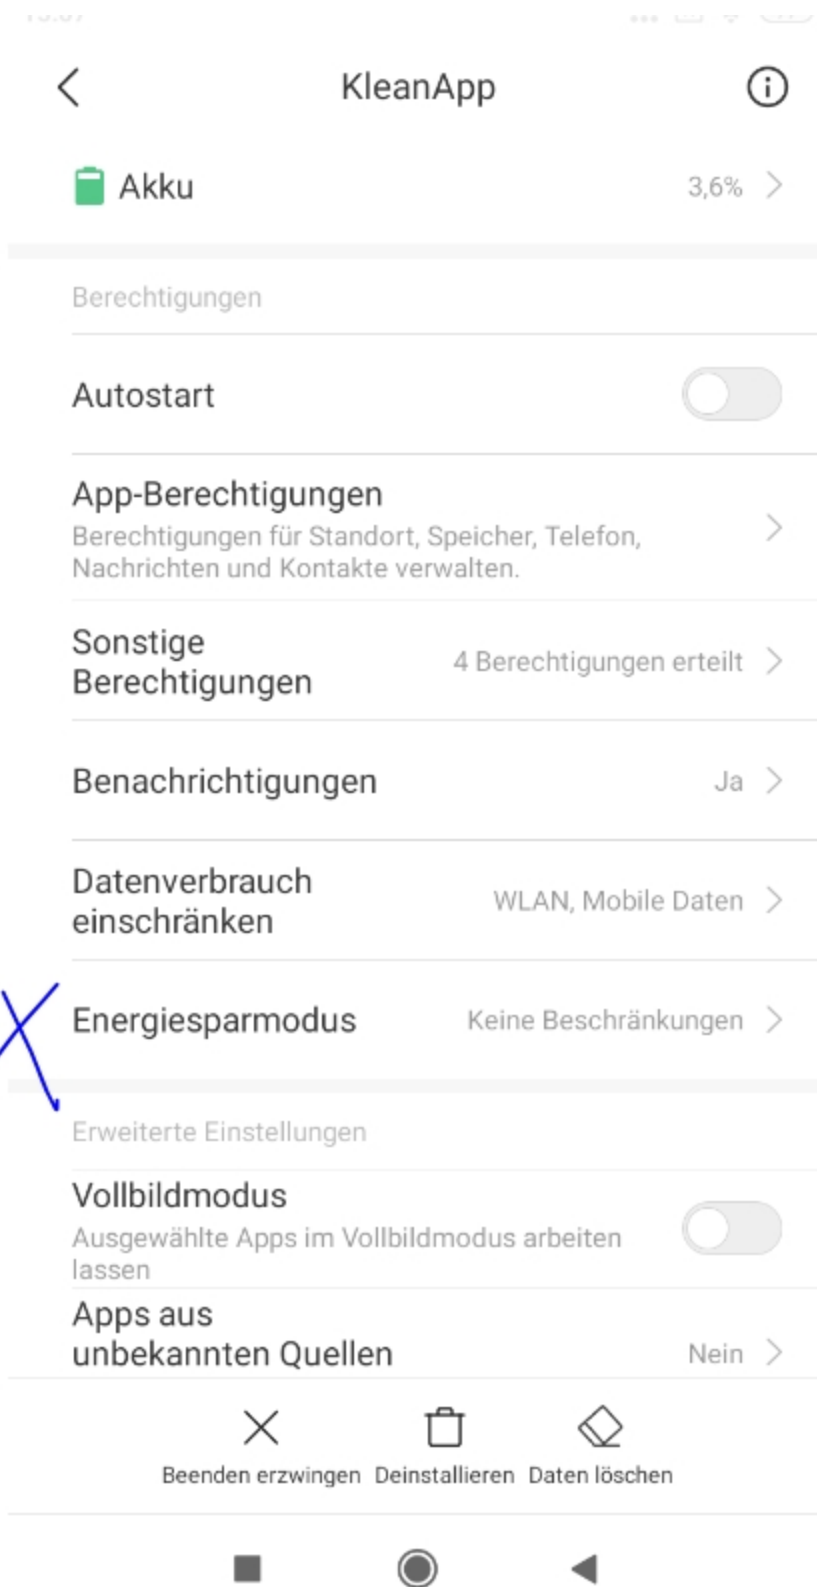 KleanApp
Akku
3,6%
Berechtigungen
Autostart
App-Berechtigungen
Berechtigungen für Standort, Speicher, Telefon,
Nachrichten und Kontakte verwalten.
Sonstige
Berechtigungen
4 Berechtigungen erteilt
Benachrichtigungen
Ja
Datenverbrauch
einschränken
WLAN, Mobile Daten
Energiesparmodus
Keine Beschränkungen
Erweiterte Einstellungen
Vollbildmodus
Ausgewählte Apps im Vollbildmodus arbeiten
lassen
Apps aus
unbekannten Quellen
Nein
Beenden erzwingen
Deinstallieren
Daten löschen